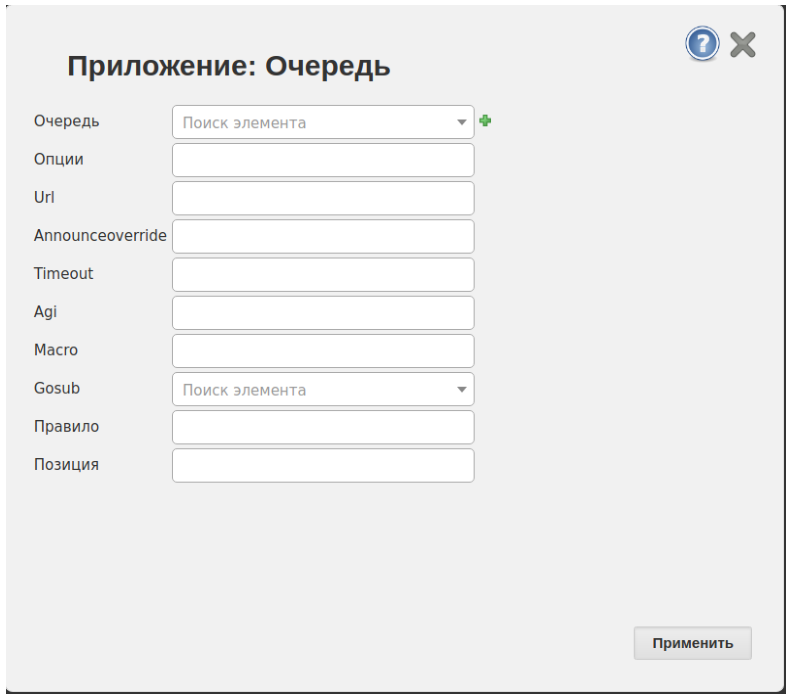 Приложение: Очередь
?
Очередь Поиск элемента
Опции
Url
Announceoverride
Timeout
Agi
Macro
Gosub Поиск элемента
Правило
Позиция
Применить